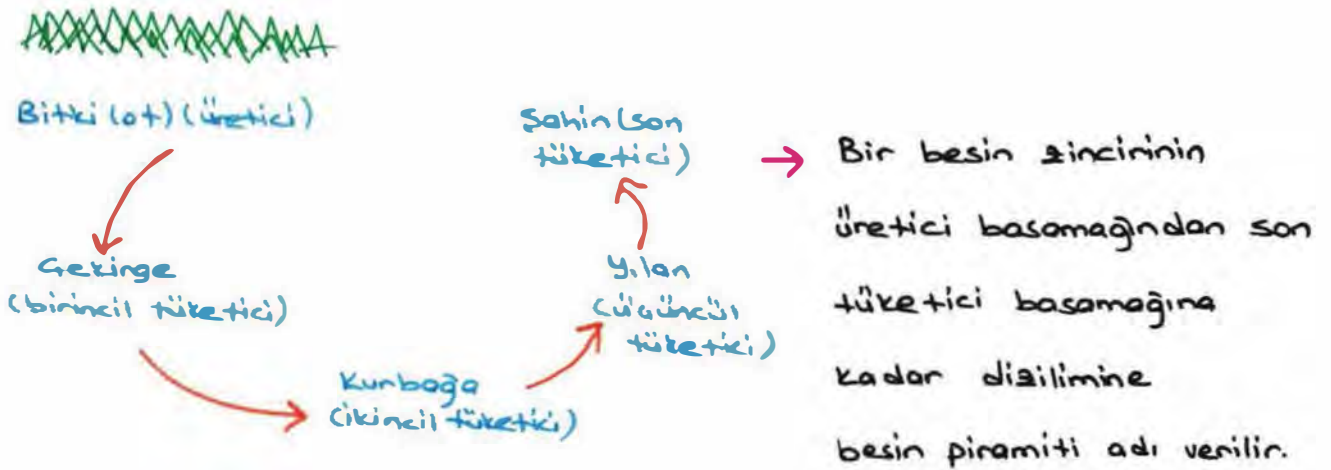 Bitki (ot) (üretici)
Çekirge
(birincil tüketici)
Kurbağa
(ikincil tüketici)
Yılan
(üçüncül
tüketici)
Şahin (son
tüketici)
→ Bir besin zincirinin
üretici basamağından son
tüketici basamağına
kadar dizilimine
besin piramiti adı verilir.